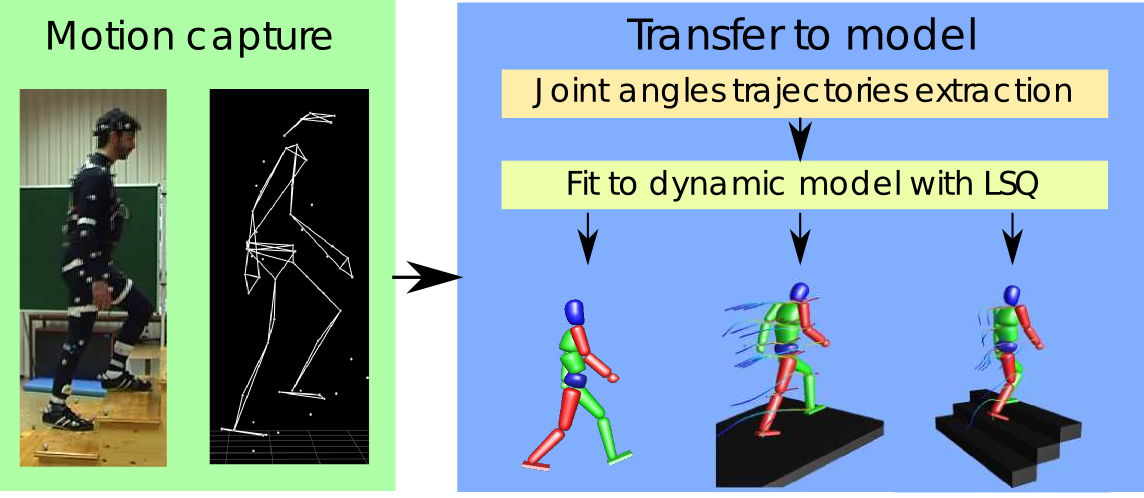 Motion capture
Transfer to model
Joint angles trajectories extraction
Fit to dynamic model with LSQ